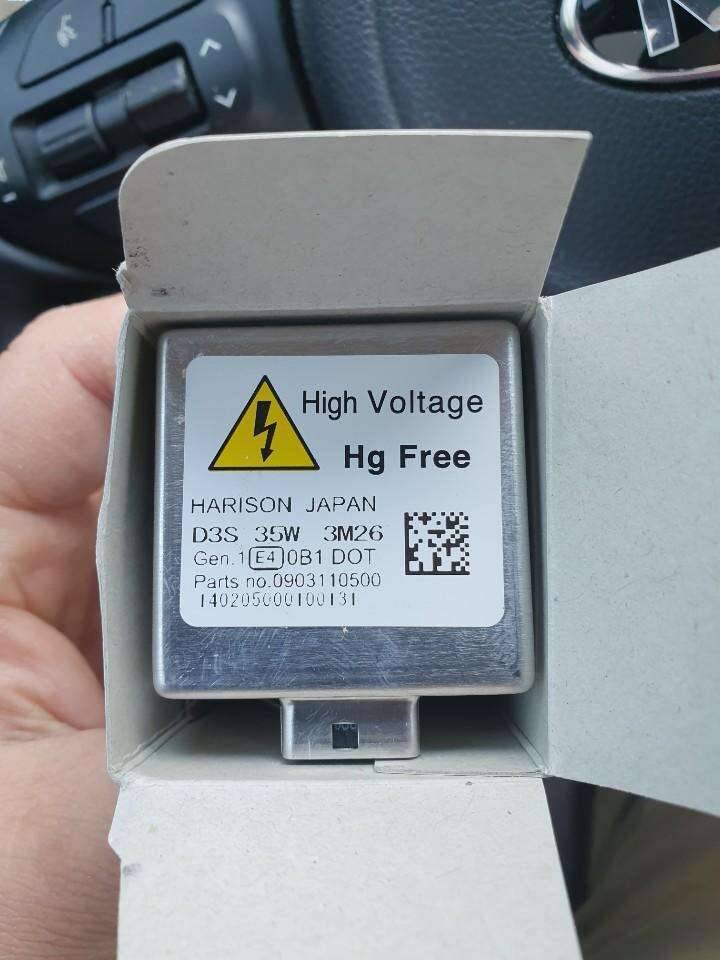 High Voltage
Hg Free
HARISON JAPAN
D3S 35W 3M26
Gen.1 E4 0B1 DOT
Parts no.0903110500
140205000100131